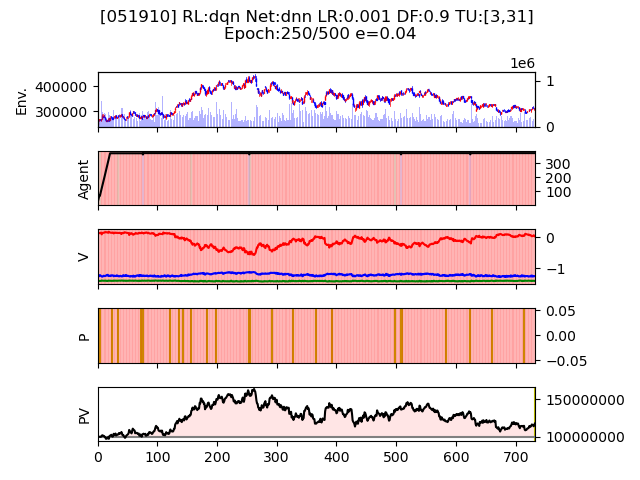 [051910] RL:dqn Net:dnn LR:0.001 DF:0.9 TU:[3,31]
Epoch:250/500 e=0.04
1e6
Env.
400000
300000
1
0
Agent
300
200
100
V
0
−1
P
0.05
0.00
−0.05
PV
150000000
100000000
0 100 200 300 400 500 600 700